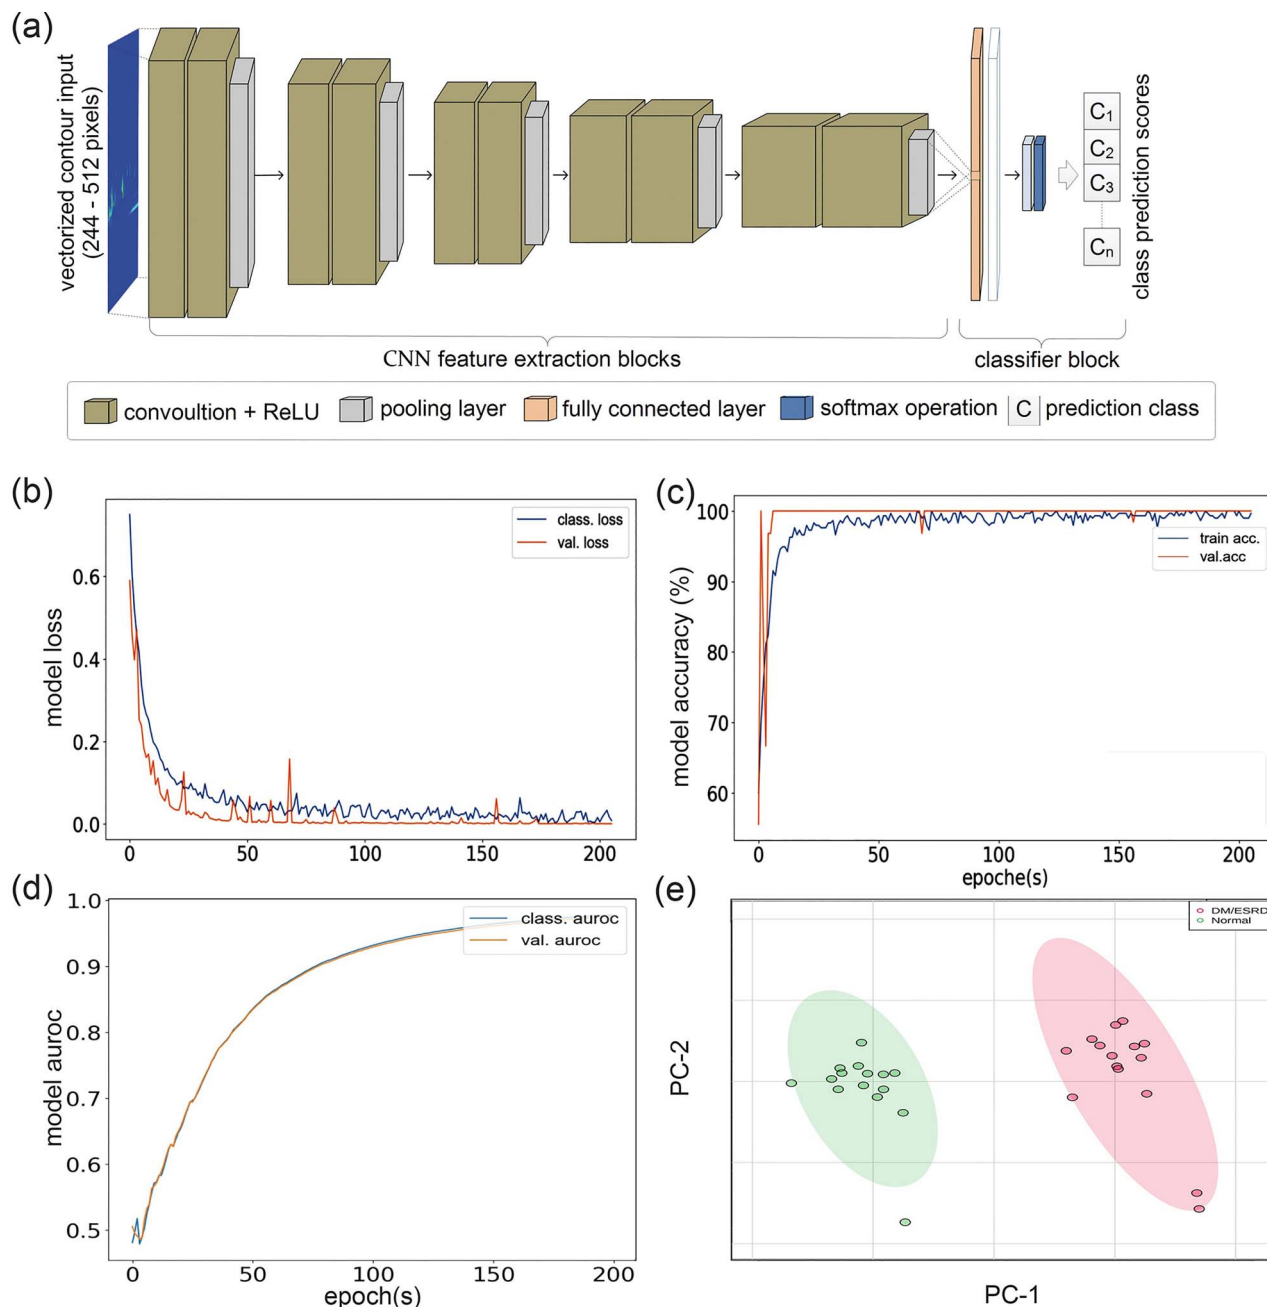 (a)
vectorized contour input
(244 - 512 pixels)
C1
C2
C3
Cn
class prediction scores
CNN feature extraction blocks
classifier block
convoultion + ReLU
pooling layer
fully connected layer
softmax operation
C
prediction class
(b)
model loss
0.6
0.4
0.2
0.0
class. loss
val. loss
0
50
100
150
200
(c)
model accuracy (%)
100
90
80
70
60
train acc.
val.acc
0
50
100
150
200
epoche(s)
(d)
model auroc
1.0
0.9
0.8
0.7
0.6
0.5
class. auroc
val. auroc
0
50
100
150
200
epoch(s)
(e)
PC-2
DM/ESRD
Normal
PC-1